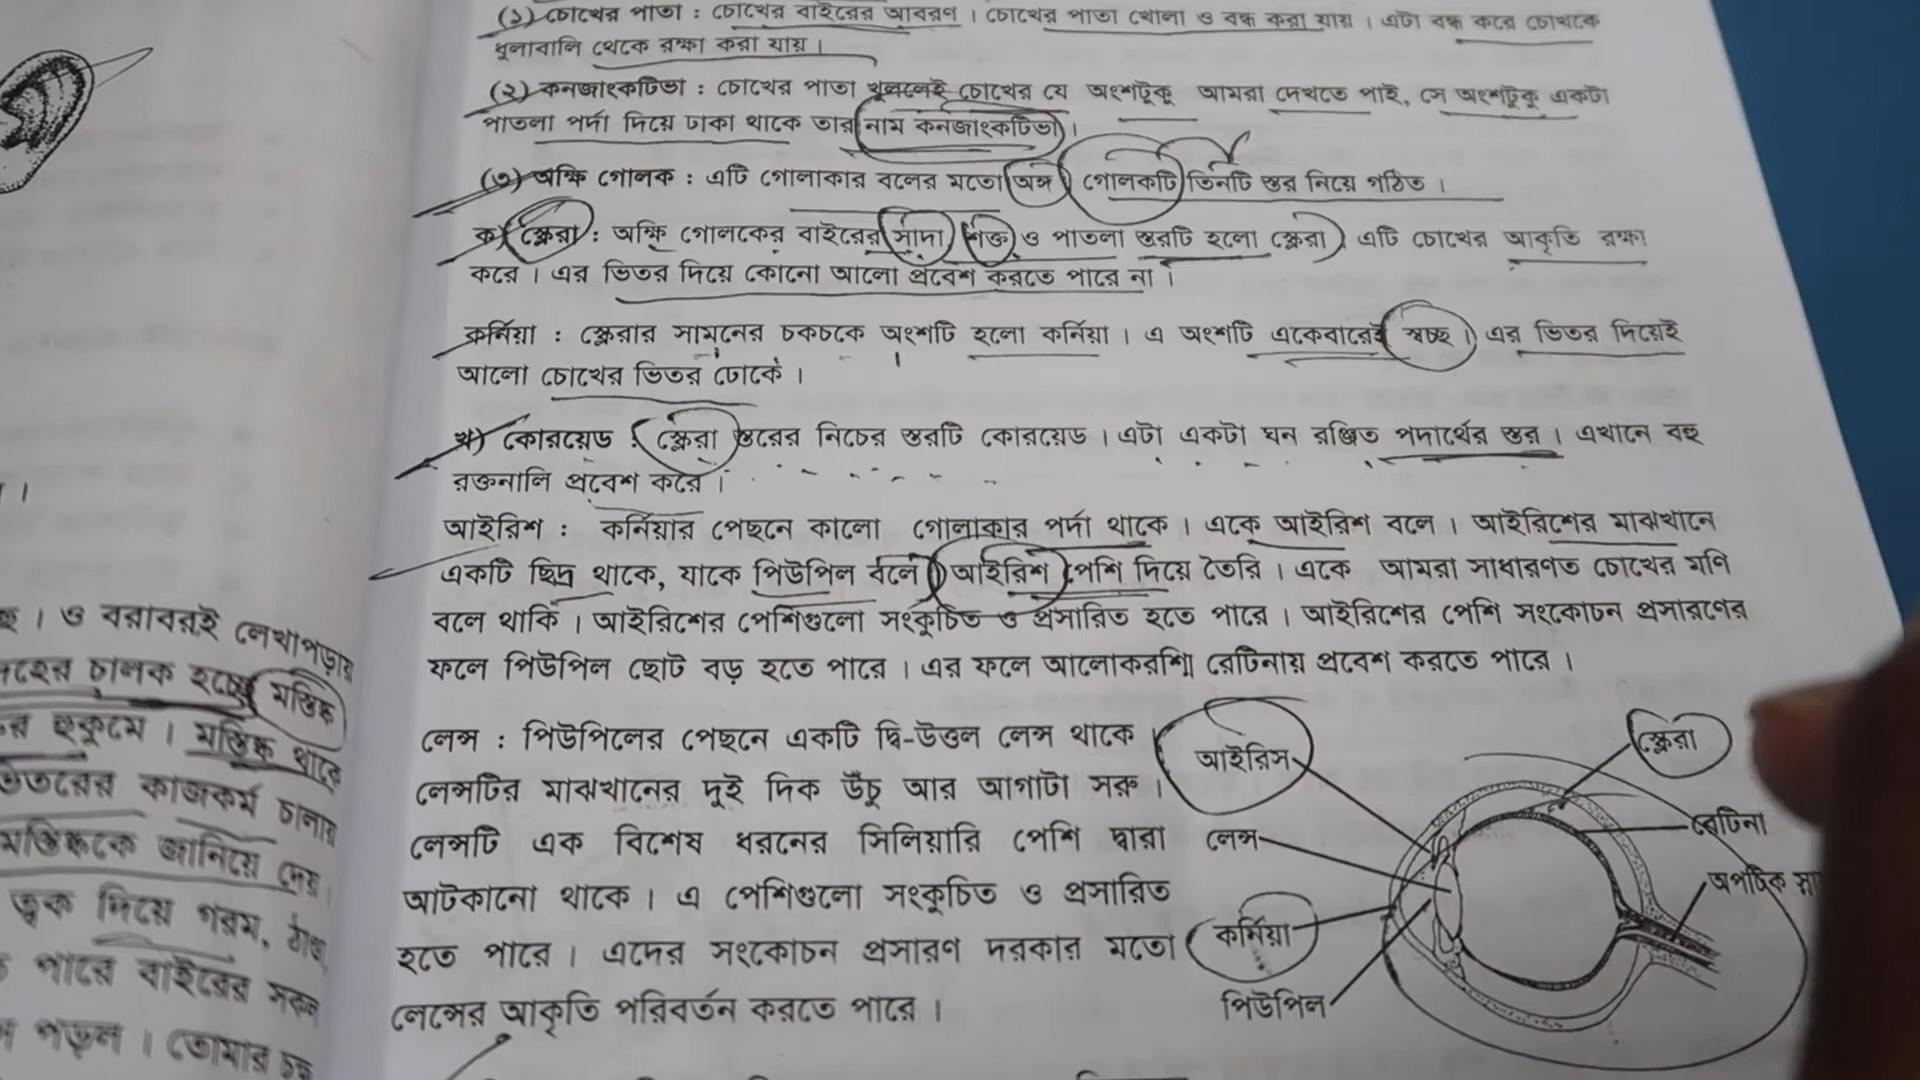 (১) চোখের পাতা : চোখের বাইরের আবরণ । চোখের পাতা খোলা ও বন্ধ করা যায় । এটা বন্ধ করে চোখকে
ধুলাবালি থেকে রক্ষা করা যায় ।
(২) কনজাংকটিভা : চোখের পাতা খুললেই চোখের যে অংশটুকু আমরা দেখতে পাই, সে অংশটুকু একটা
পাতলা পর্দা দিয়ে ঢাকা থাকে তার নাম কনজাংকটিভা ।
(৩) অক্ষি গোলক : এটি গোলাকার বলের মতো অঙ্গ । গোলকটি তিনটি স্তর নিয়ে গঠিত ।
ক) স্ক্লেরা : অক্ষি গোলকের বাইরের সাদা শক্ত ও পাতলা স্তরটি হলো স্ক্লেরা । এটি চোখের আকৃতি রক্ষা
করে । এর ভিতর দিয়ে কোনো আলো প্রবেশ করতে পারে না ।
কর্নিয়া : স্ক্লেরার সামনের চকচকে অংশটি হলো কর্নিয়া । এ অংশটি একেবারেই স্বচ্ছ । এর ভিতর দিয়েই
আলো চোখের ভিতর ঢোকে ।
খ) কোরয়েড : স্ক্লেরা স্তরের নিচের স্তরটি কোরয়েড । এটা একটা ঘন রঞ্জিত পদার্থের স্তর । এখানে বহু
রক্তনালি প্রবেশ করে ।
আইরিশ : কর্নিয়ার পেছনে কালো গোলাকার পর্দা থাকে । একে আইরিশ বলে । আইরিশের মাঝখানে
একটি ছিদ্র থাকে, যাকে পিউপিল বলে । আইরিশ পেশি দিয়ে তৈরি । একে আমরা সাধারণত চোখের মণি
বলে থাকি । আইরিশের পেশিগুলো সংকুচিত ও প্রসারিত হতে পারে । আইরিশের পেশি সংকোচন প্রসারণের
ফলে পিউপিল ছোট বড় হতে পারে । এর ফলে আলোকরশ্মি রেটিনায় প্রবেশ করতে পারে ।
লেন্স : পিউপিলের পেছনে একটি দ্বি-উত্তল লেন্স থাকে
লেন্সটির মাঝখানের দুই দিক উঁচু আর আগাটা সরু ।
লেন্সটি এক বিশেষ ধরনের সিলিয়ারি পেশি দ্বারা
আটকানো থাকে । এ পেশিগুলো সংকুচিত ও প্রসারিত
হতে পারে । এদের সংকোচন প্রসারণ দরকার মতো
লেন্সের আকৃতি পরিবর্তন করতে পারে ।
আইরিস
লেন্স
কর্নিয়া
পিউপিল
স্ক্লেরা
রেটিনা
অপটিক
। ও বরাবরই লেখাপড়ায়
চালক হচ্ছে মস্তিষ্ক
হুকুমে । মস্তিষ্ক থাকে
কাজকর্ম চালায়
মস্তিষ্ককে জানিয়ে দেয় ।
ত্বক দিয়ে গরম, ঠাণ্ডা
পারে বাইরের সকল
পড়ল । তোমার